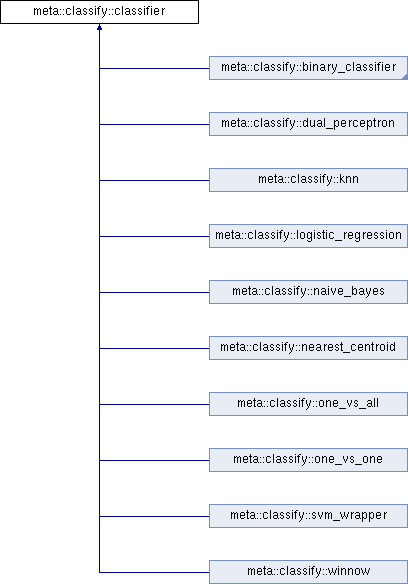 meta::classify::classifier
meta::classify::binary_classifier
meta::classify::dual_perceptron
meta::classify::knn
meta::classify::logistic_regression
meta::classify::naive_bayes
meta::classify::nearest_centroid
meta::classify::one_vs_all
meta::classify::one_vs_one
meta::classify::svm_wrapper
meta::classify::winnow